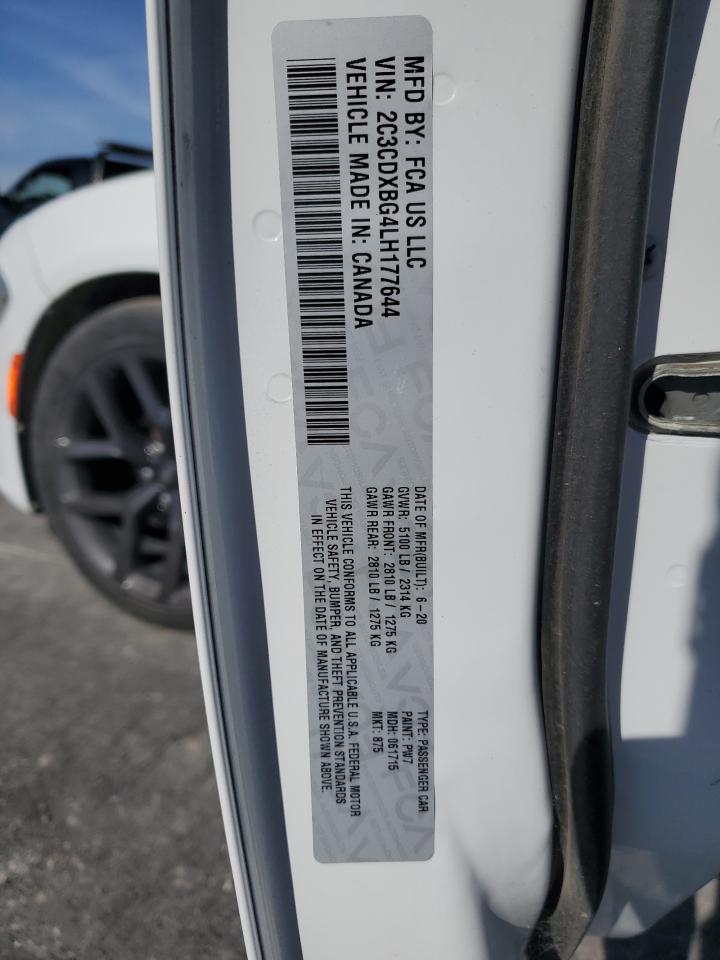 MFD BY: FCA US LLC
VIN: 2C3CDXBG4LH177644
VEHICLE MADE IN: CANADA
DATE OF MFR(BUILT): 6-20
GVWR: 5100 LB / 2314 KG
GAWR FRONT: 2810 LB / 1275 KG
GAWR REAR: 2810 LB / 1275 KG
TYPE: PASSENGER CAR
PAINT: PW7
MDH: 061715
MKT: 875
THIS VEHICLE CONFORMS TO ALL APPLICABLE U.S.A. FEDERAL MOTOR
VEHICLE SAFETY, BUMPER, AND THEFT PREVENTION STANDARDS
IN EFFECT ON THE DATE OF MANUFACTURE SHOWN ABOVE.